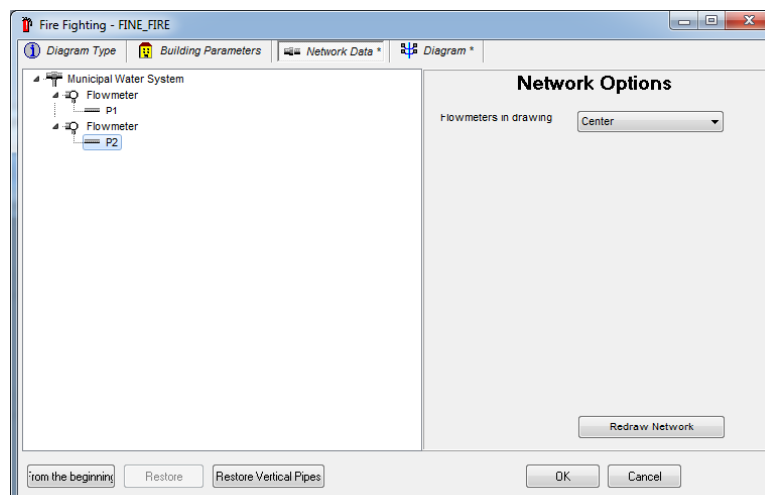 Fire Fighting - FINE_FIRE
Diagram Type Building Parameters Network Data * Diagram *
Municipal Water System
Flowmeter
P1
Flowmeter
P2
Network Options
Flowmeters in drawing Center
Redraw Network
From the beginning Restore Restore Vertical Pipes OK Cancel